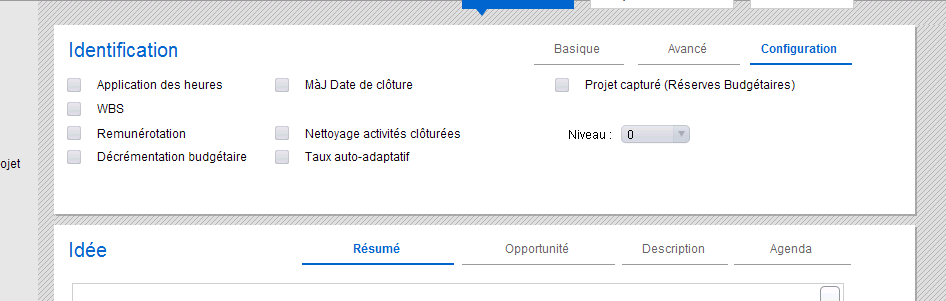 Identification Basique Avancé Configuration
Application des heures MàJ Date de clôture Projet capturé (Réserves Budgétaires)
WBS
Remunérotation Nettoyage activités clôturées Niveau : 0
ojet Décrémentation budgétaire Taux auto-adaptatif
Idée Résumé Opportunité Description Agenda